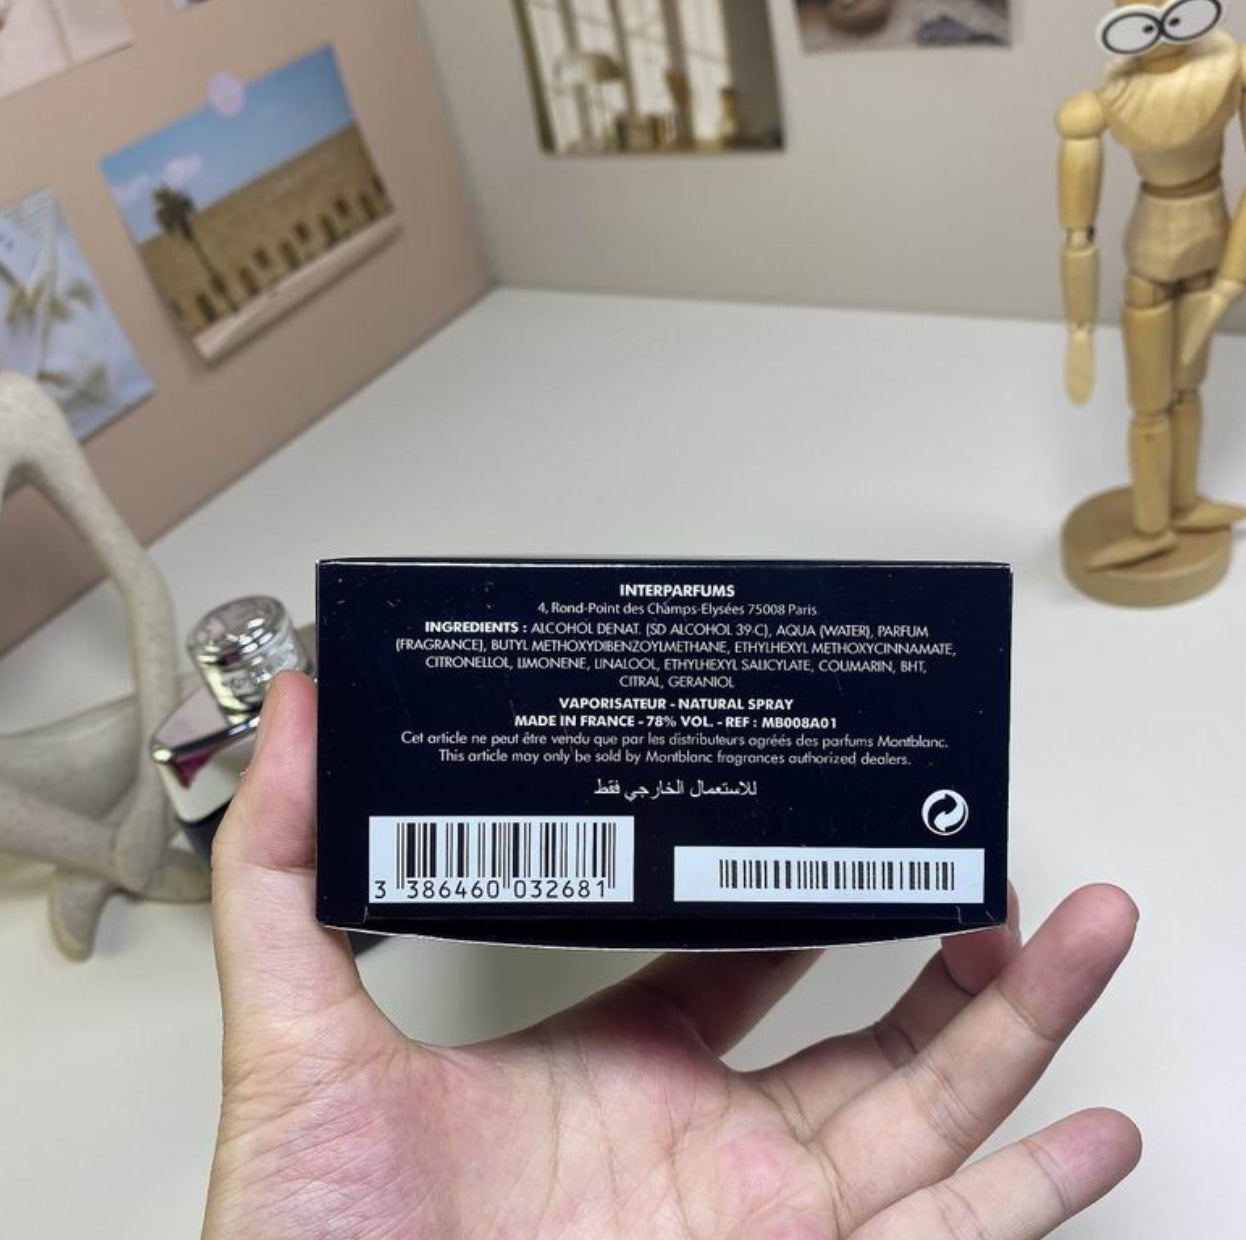 INTERPARFUMS
4, Rond-Point des Champs-Elysées 75008 Paris
INGREDIENTS : ALCOHOL DENAT. (SD ALCOHOL 39-C), AQUA (WATER), PARFUM
(FRAGRANCE), BUTYL METHOXYDIBENZOYLMETHANE, ETHYLHEXYL METHOXYCINNAMATE,
CITRONELLOL, LIMONENE, LINALOOL, ETHYLHEXYL SALICYLATE, COUMARIN, BHT,
CITRAL, GERANIOL
VAPORISATEUR - NATURAL SPRAY
MADE IN FRANCE - 78% VOL. - REF : MB008A01
Cet article ne peut être vendu que par les distributeurs agréés des parfums Montblanc.
This article may only be sold by Montblanc fragrances authorized dealers.
للاستعمال الخارجي فقط
3 386460 032681